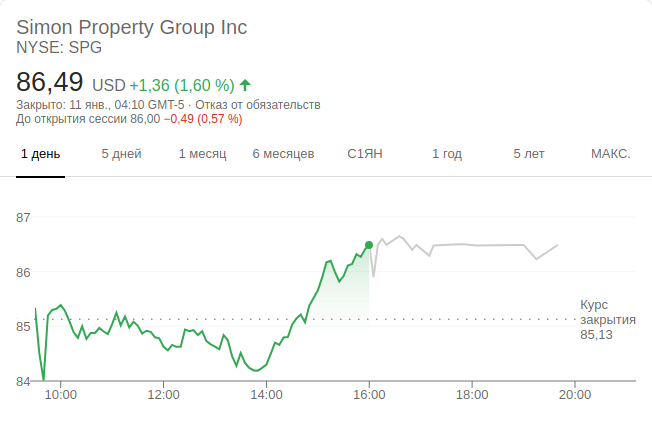 Simon Property Group Inc
NYSE: SPG
86,49 USD +1,36 (1,60 %)
Закрыто: 11 янв., 04:10 GMT-5 · Отказ от обязательств
До открытия сессии 86,00 −0,49 (0,57 %)
1 день 5 дней 1 месяц 6 месяцев С1ЯН 1 год 5 лет МАКС.
87
86
85
84
Курс
закрытия
85,13
10:00 12:00 14:00 16:00 18:00 20:00